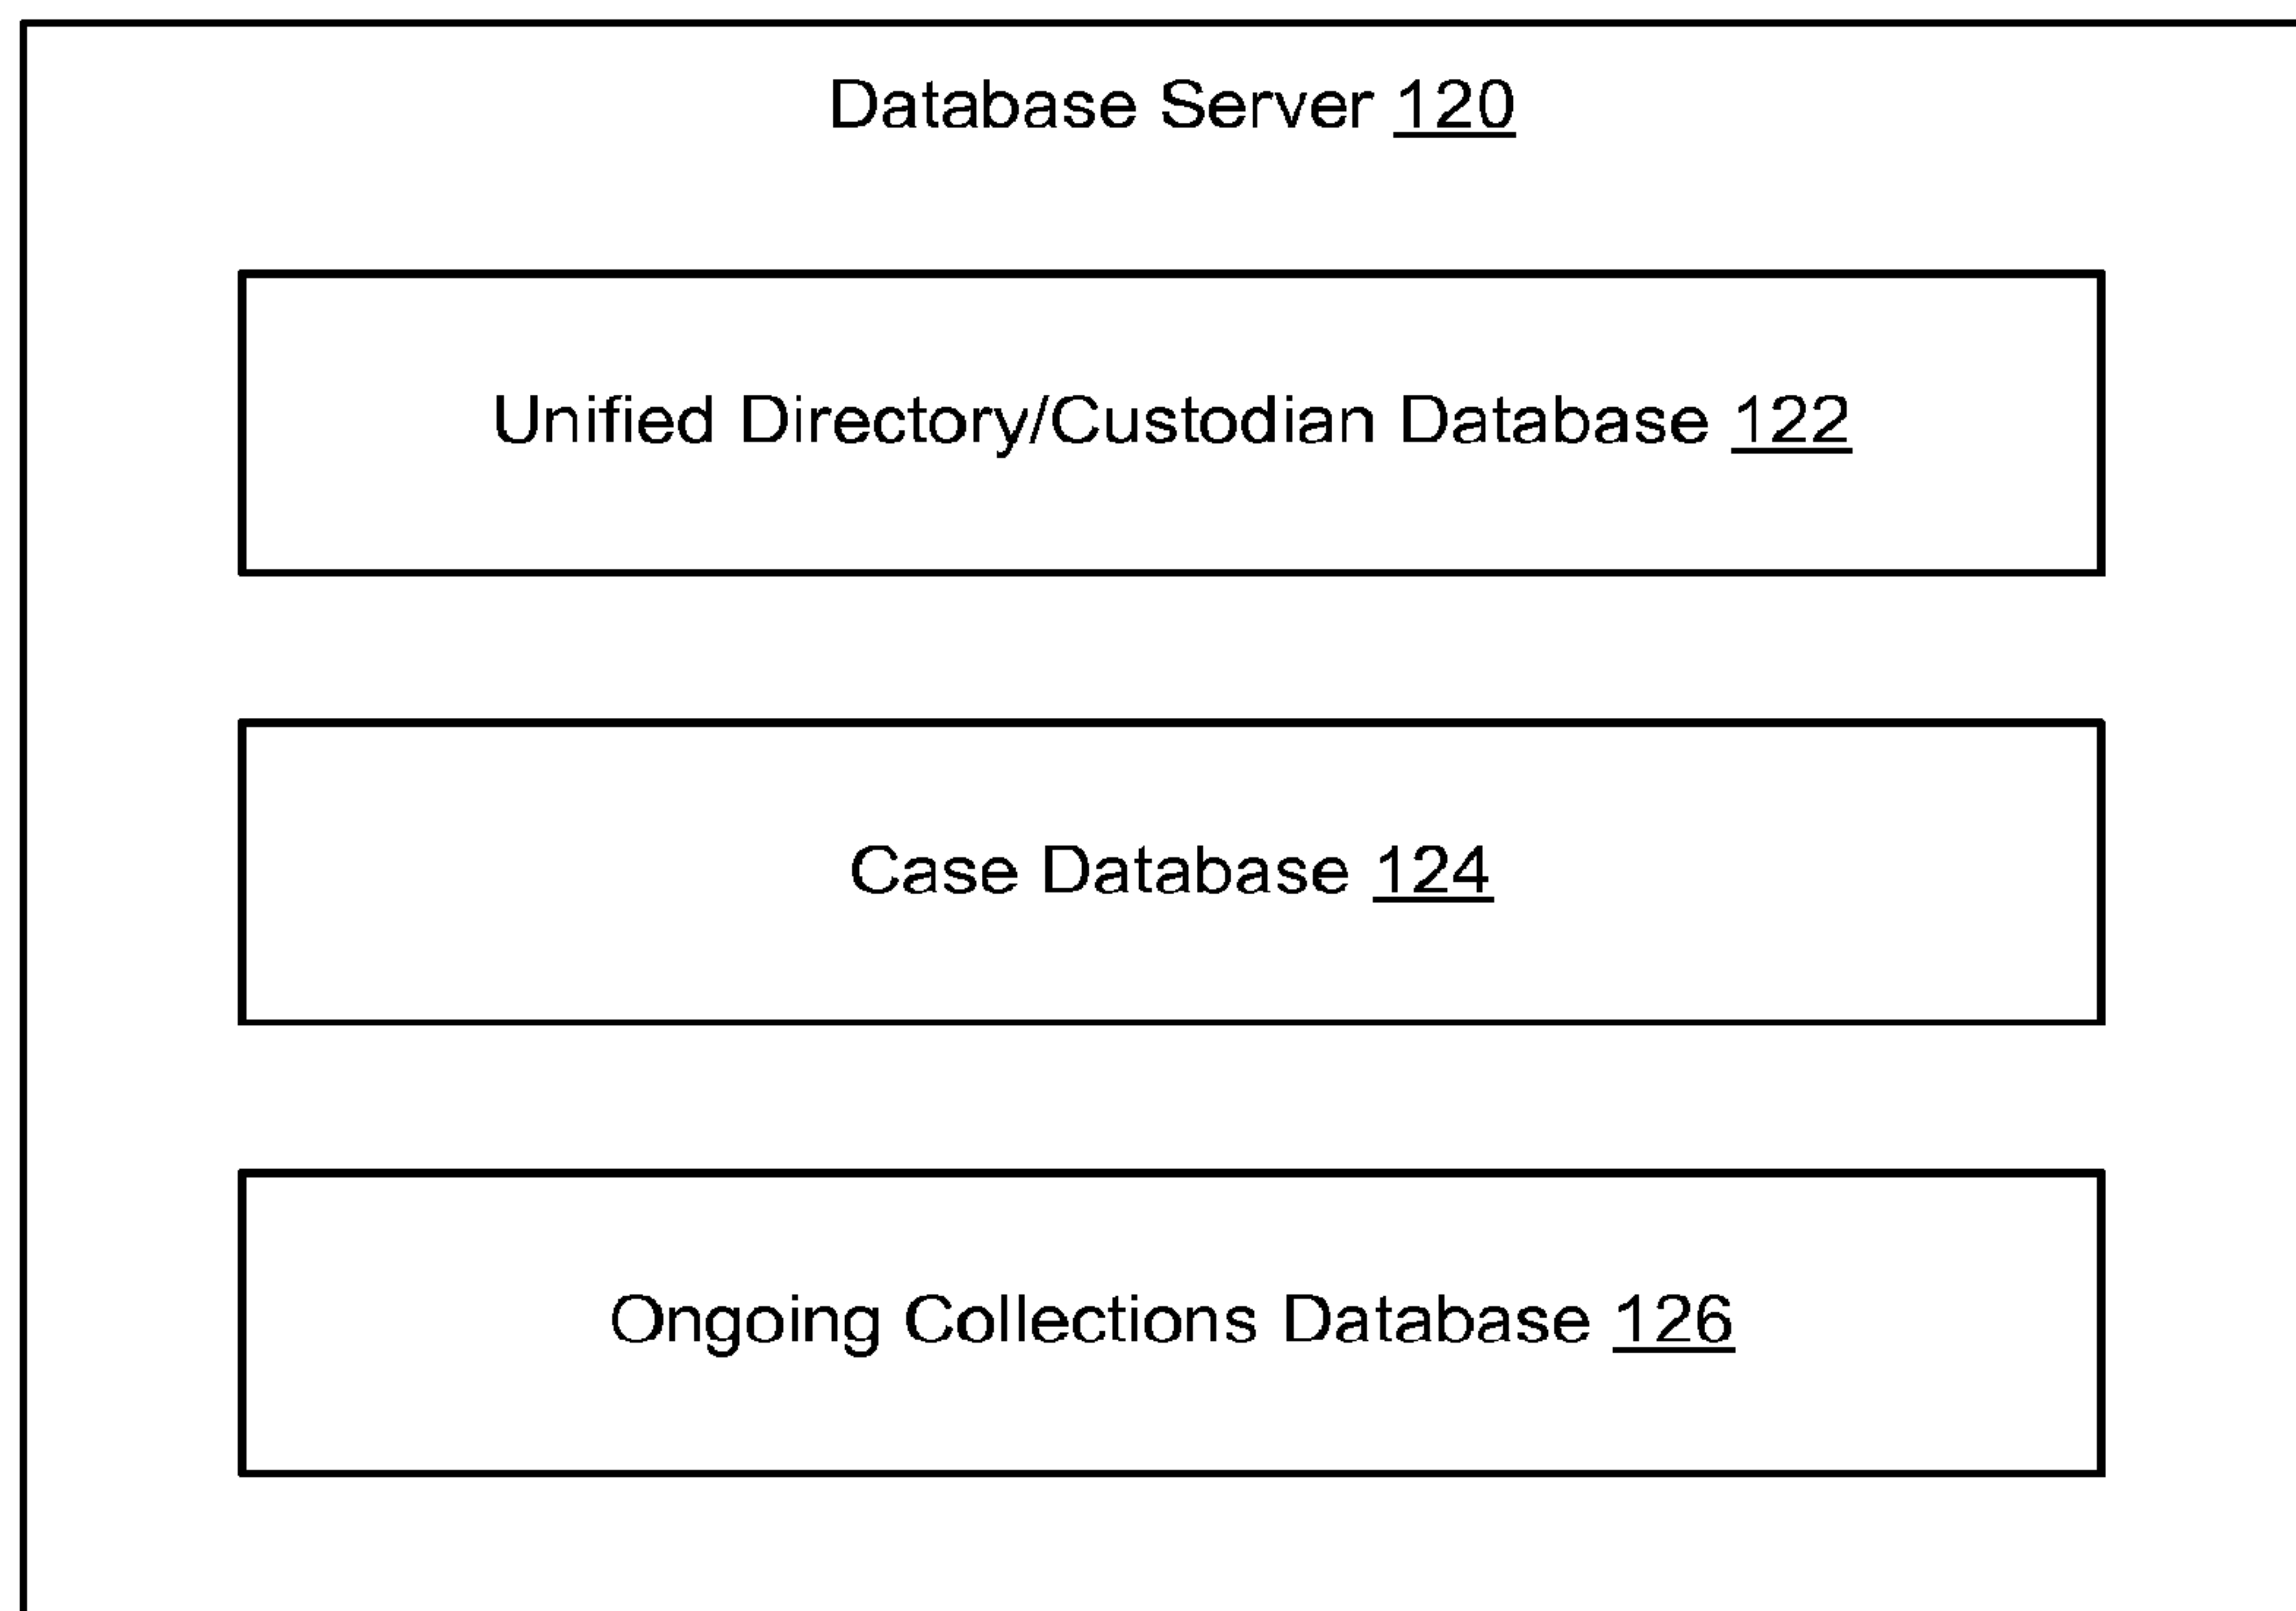 Database Server 120
Unified Directory/Custodian Database 122
Case Database 124
Ongoing Collections Database 126